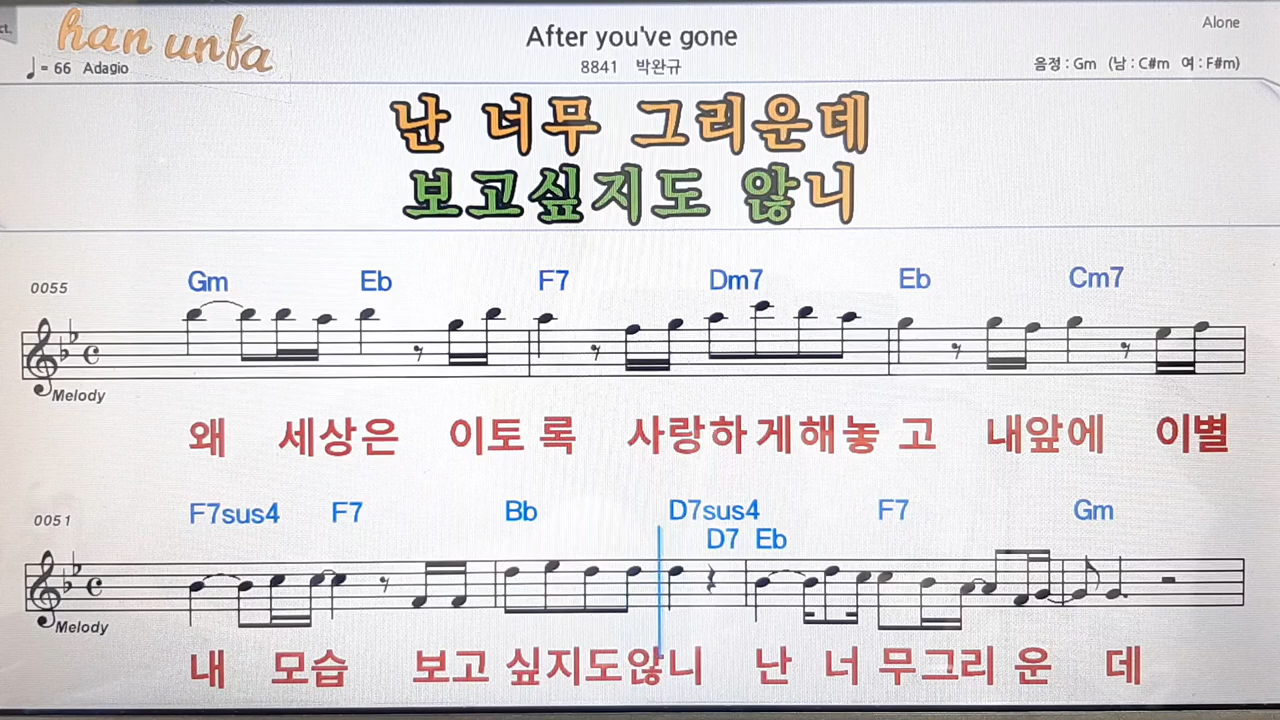 ct.
han unfa
After you've gone
Alone
♩= 66 Adagio
8841 박완규
음정 : Gm (남 : C#m 여 : F#m)
난 너무 그리운데
보고싶지도 않니
0055
Gm Eb F7 Dm7 Eb Cm7
Melody
왜 세상은 이토 록 사랑하게해놓 고 내앞에 이별
0051
F7sus4 F7 Bb D7sus4 F7 Gm
D7 Eb
Melody
내 모습 보고 싶지도않니 난 너 무그리 운 데